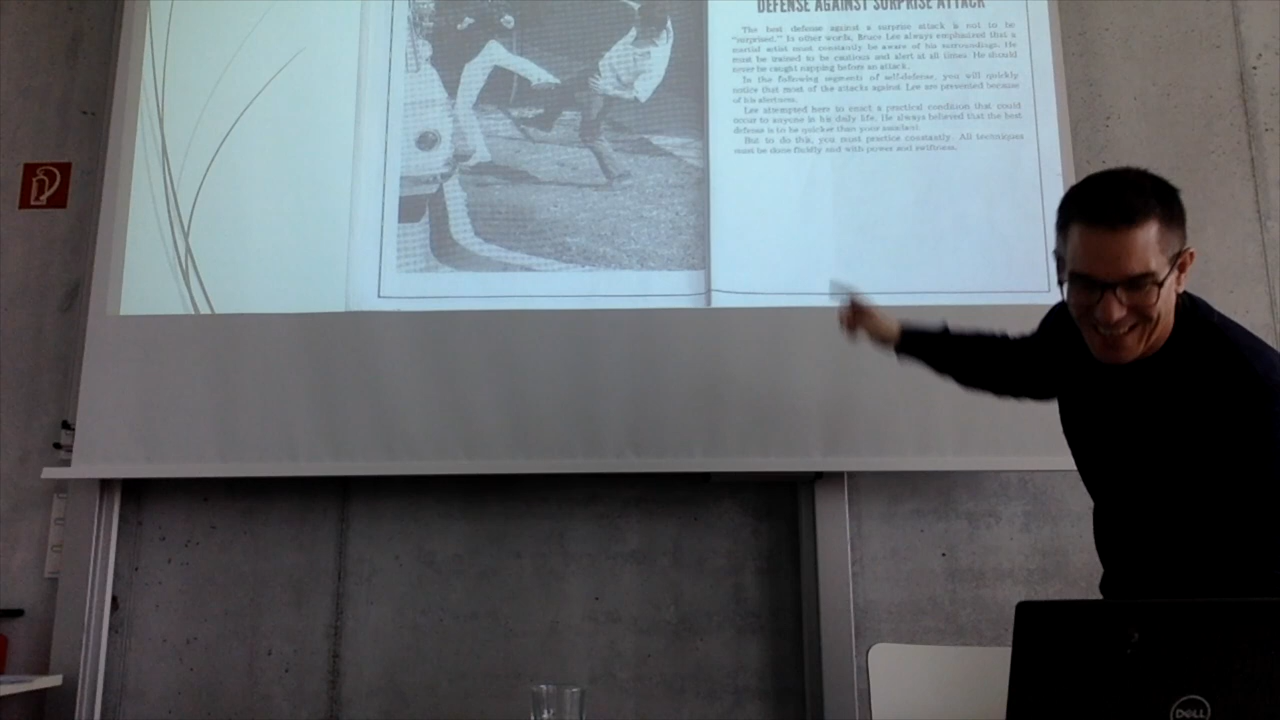 DEFENSE AGAINST SURPRISE ATTACK
The best defense against a surprise attack is not to be
"surprised." In other words, Bruce Lee always emphasized that a
martial artist must constantly be aware of his surroundings. He
must be trained to be cautious and alert at all times. He should
never be caught napping before an attack.
In the following segments of self-defense, you will quickly
notice that most of the attacks against Lee are prevented because
of his alertness.
Lee attempted here to enact a practical condition that could
occur to anyone in his daily life. He always believed that the best
defense is to be quicker than your assailant.
But to do this, you must practice constantly. All techniques
must be done fluidly and with power and swiftness.
DELL